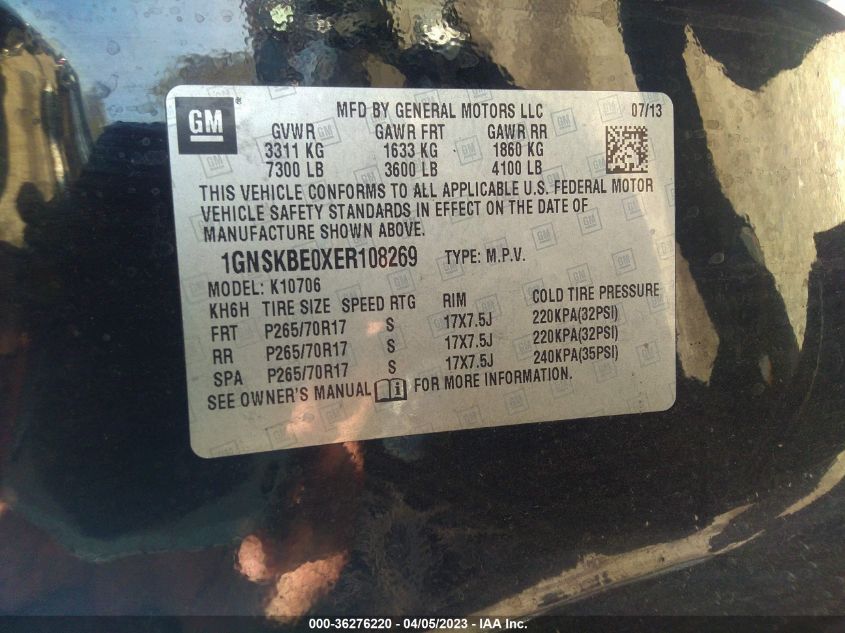 GM
MFD BY GENERAL MOTORS LLC 07/13
GVWR GAWR FRT GAWR RR
3311 KG 1633 KG 1860 KG
7300 LB 3600 LB 4100 LB
THIS VEHICLE CONFORMS TO ALL APPLICABLE U.S. FEDERAL MOTOR
VEHICLE SAFETY STANDARDS IN EFFECT ON THE DATE OF
MANUFACTURE SHOWN ABOVE.
1GNSKBE0XER108269 TYPE: M.P.V.
MODEL: K10706
KH6H TIRE SIZE SPEED RTG RIM COLD TIRE PRESSURE
FRT P265/70R17 S 17X7.5J 220KPA(32PSI)
RR P265/70R17 S 17X7.5J 220KPA(32PSI)
SPA P265/70R17 S 17X7.5J 240KPA(35PSI)
SEE OWNER'S MANUAL i FOR MORE INFORMATION.
000-36276220 - 04/05/2023 - IAA Inc.